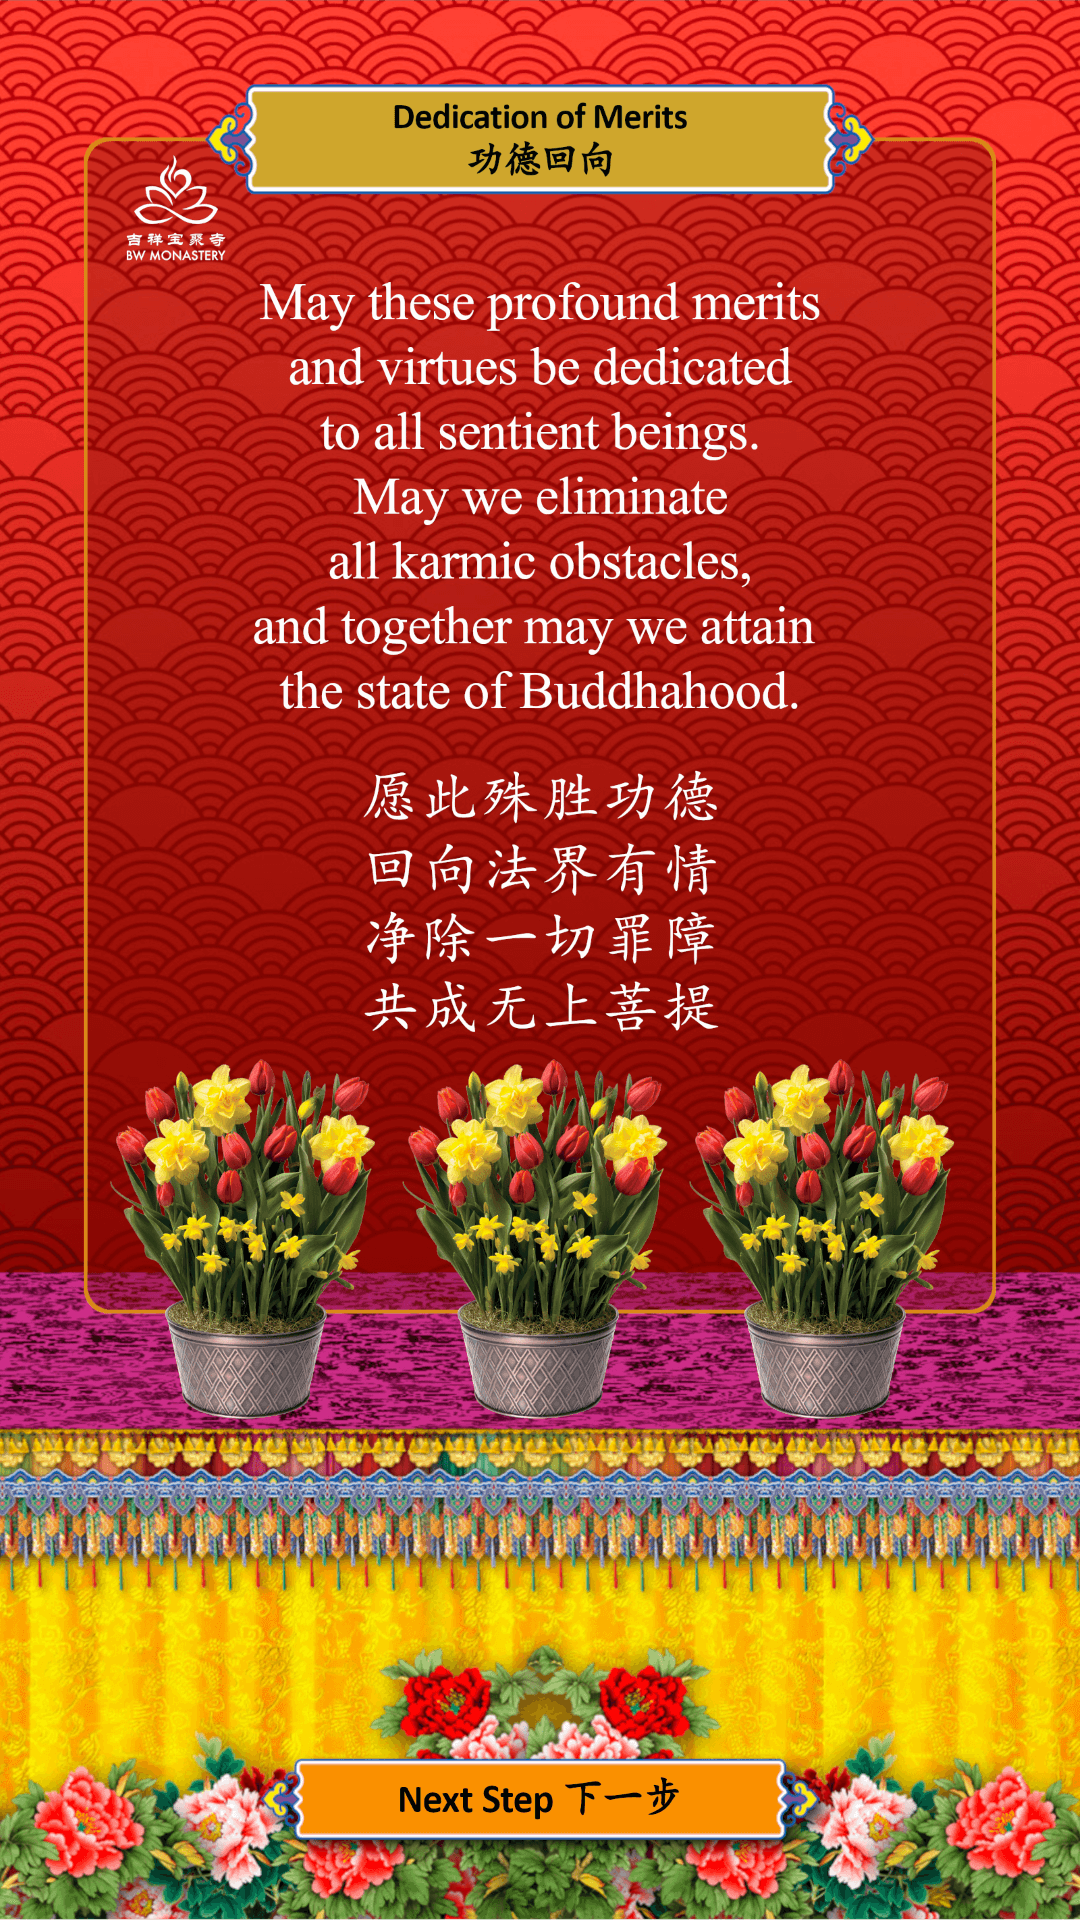 Dedication of Merits
功德回向
吉祥宝聚寺
BW MONASTERY
May these profound merits
and virtues be dedicated
to all sentient beings.
May we eliminate
all karmic obstacles,
and together may we attain
the state of Buddhahood.
愿此殊胜功德
回向法界有情
净除一切罪障
共成无上菩提
Next Step 下一步